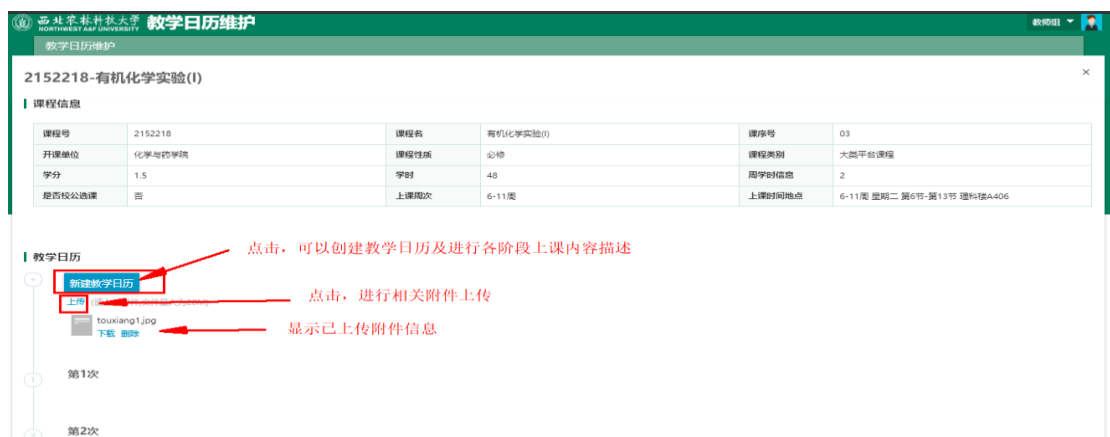 西北农林科技大学 教学日历维护 教师组
NORTHWEST A&F UNIVERSITY
教学日历维护
2152218-有机化学实验(I) ×
课程信息
课程号 2152218 课程名 有机化学实验(I) 课序号 03
开课单位 化学与药学院 课程性质 必修 课程类别 大类平台课程
学分 1.5 学时 48 周学时信息 2
是否校公选课 否 上课周次 6-11周 上课时间地点 6-11周 星期二 第6节-第13节 理科楼A406
点击，可以创建教学日历及进行各阶段上课内容描述
教学日历
新建教学日历
上传
点击，进行相关附件上传
touxiang1.jpg
下载 删除
显示已上传附件信息
1 第1次
第2次